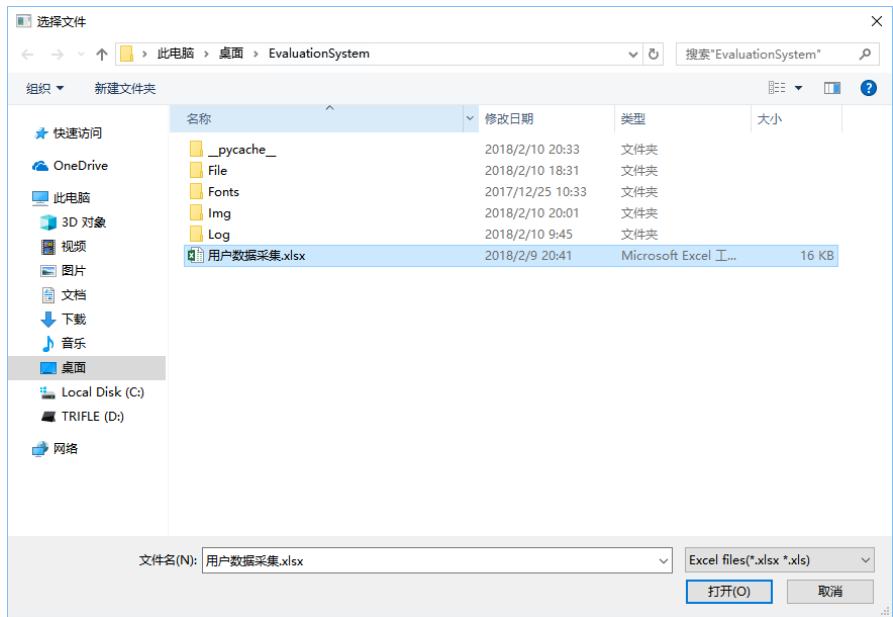 选择文件
此电脑 › 桌面 › EvaluationSystem
搜索"EvaluationSystem"
组织 新建文件夹
名称 修改日期 类型 大小
快速访问
OneDrive
此电脑
3D 对象
视频
图片
文档
下载
音乐
桌面
Local Disk (C:)
TRIFLE (D:)
网络
__pycache__ 2018/2/10 20:33 文件夹
File 2018/2/10 18:31 文件夹
Fonts 2017/12/25 10:33 文件夹
Img 2018/2/10 20:01 文件夹
Log 2018/2/10 9:45 文件夹
用户数据采集.xlsx 2018/2/9 20:41 Microsoft Excel 工... 16 KB
文件名(N): 用户数据采集.xlsx Excel files(*.xlsx *.xls)
打开(O) 取消